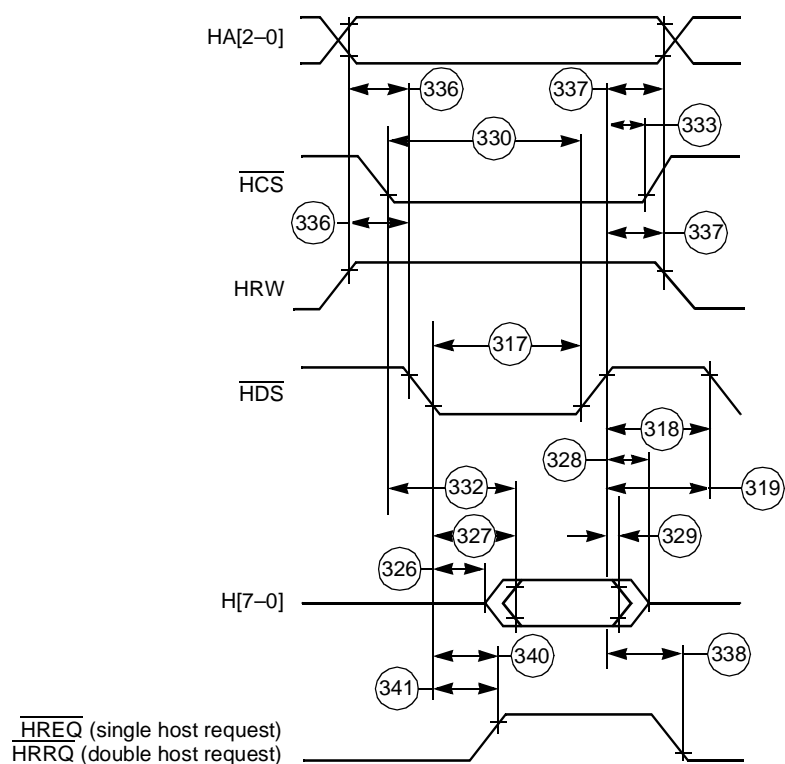 HA[2–0]
336
337
333
330
HCS
336
337
HRW
317
HDS
318
328
332
319
327
329
326
H[7–0]
340
338
341
HREQ (single host request)
HRRQ (double host request)